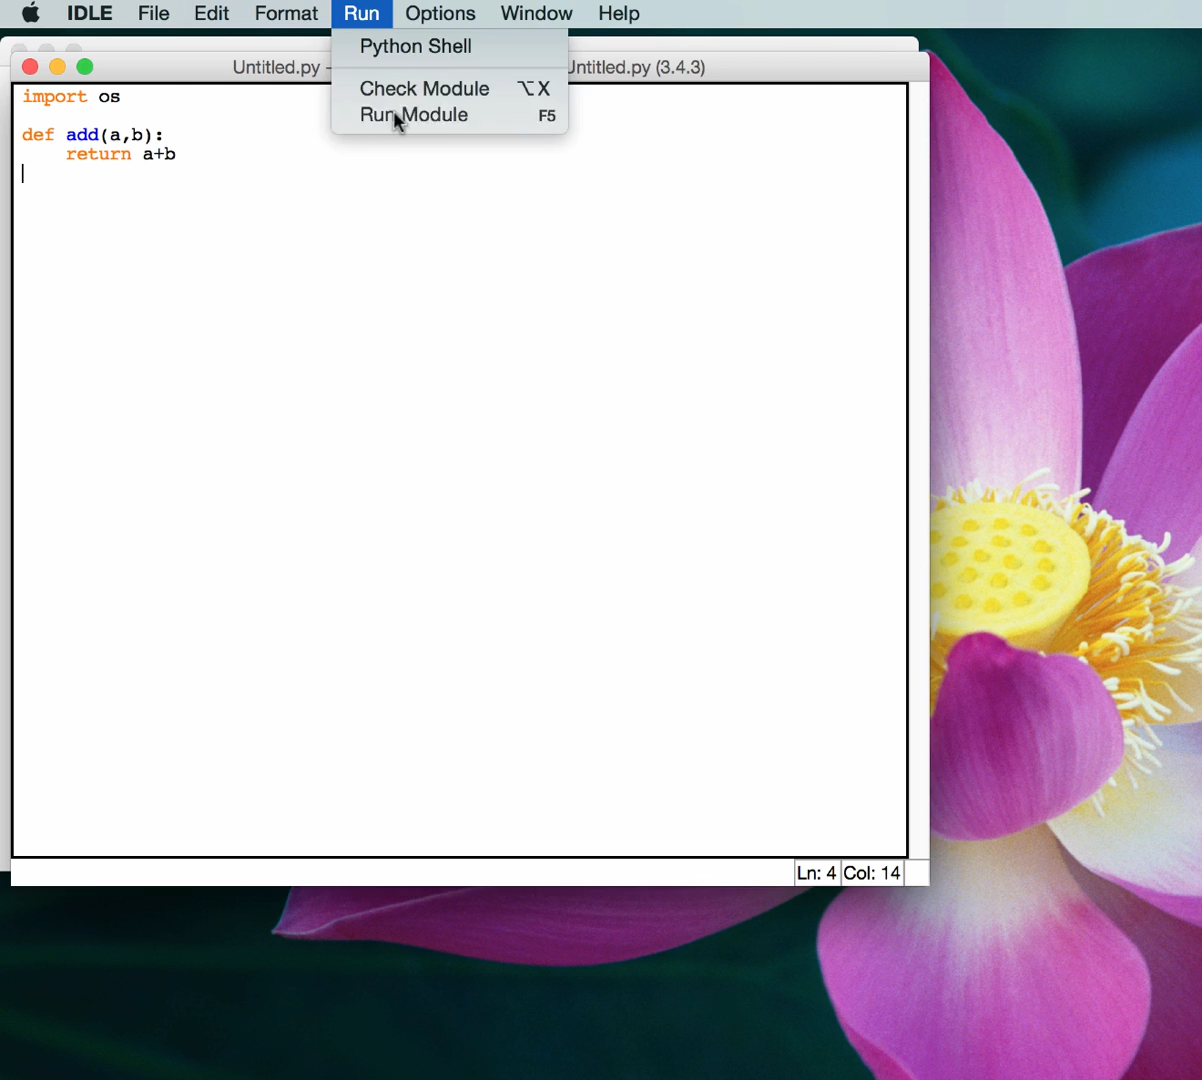 IDLE File Edit Format Run Options Window Help
Python Shell
Untitled.py - Untitled.py (3.4.3)
Check Module ⌥X
Run Module F5
import os
def add(a,b):
return a+b
Ln: 4 Col: 14